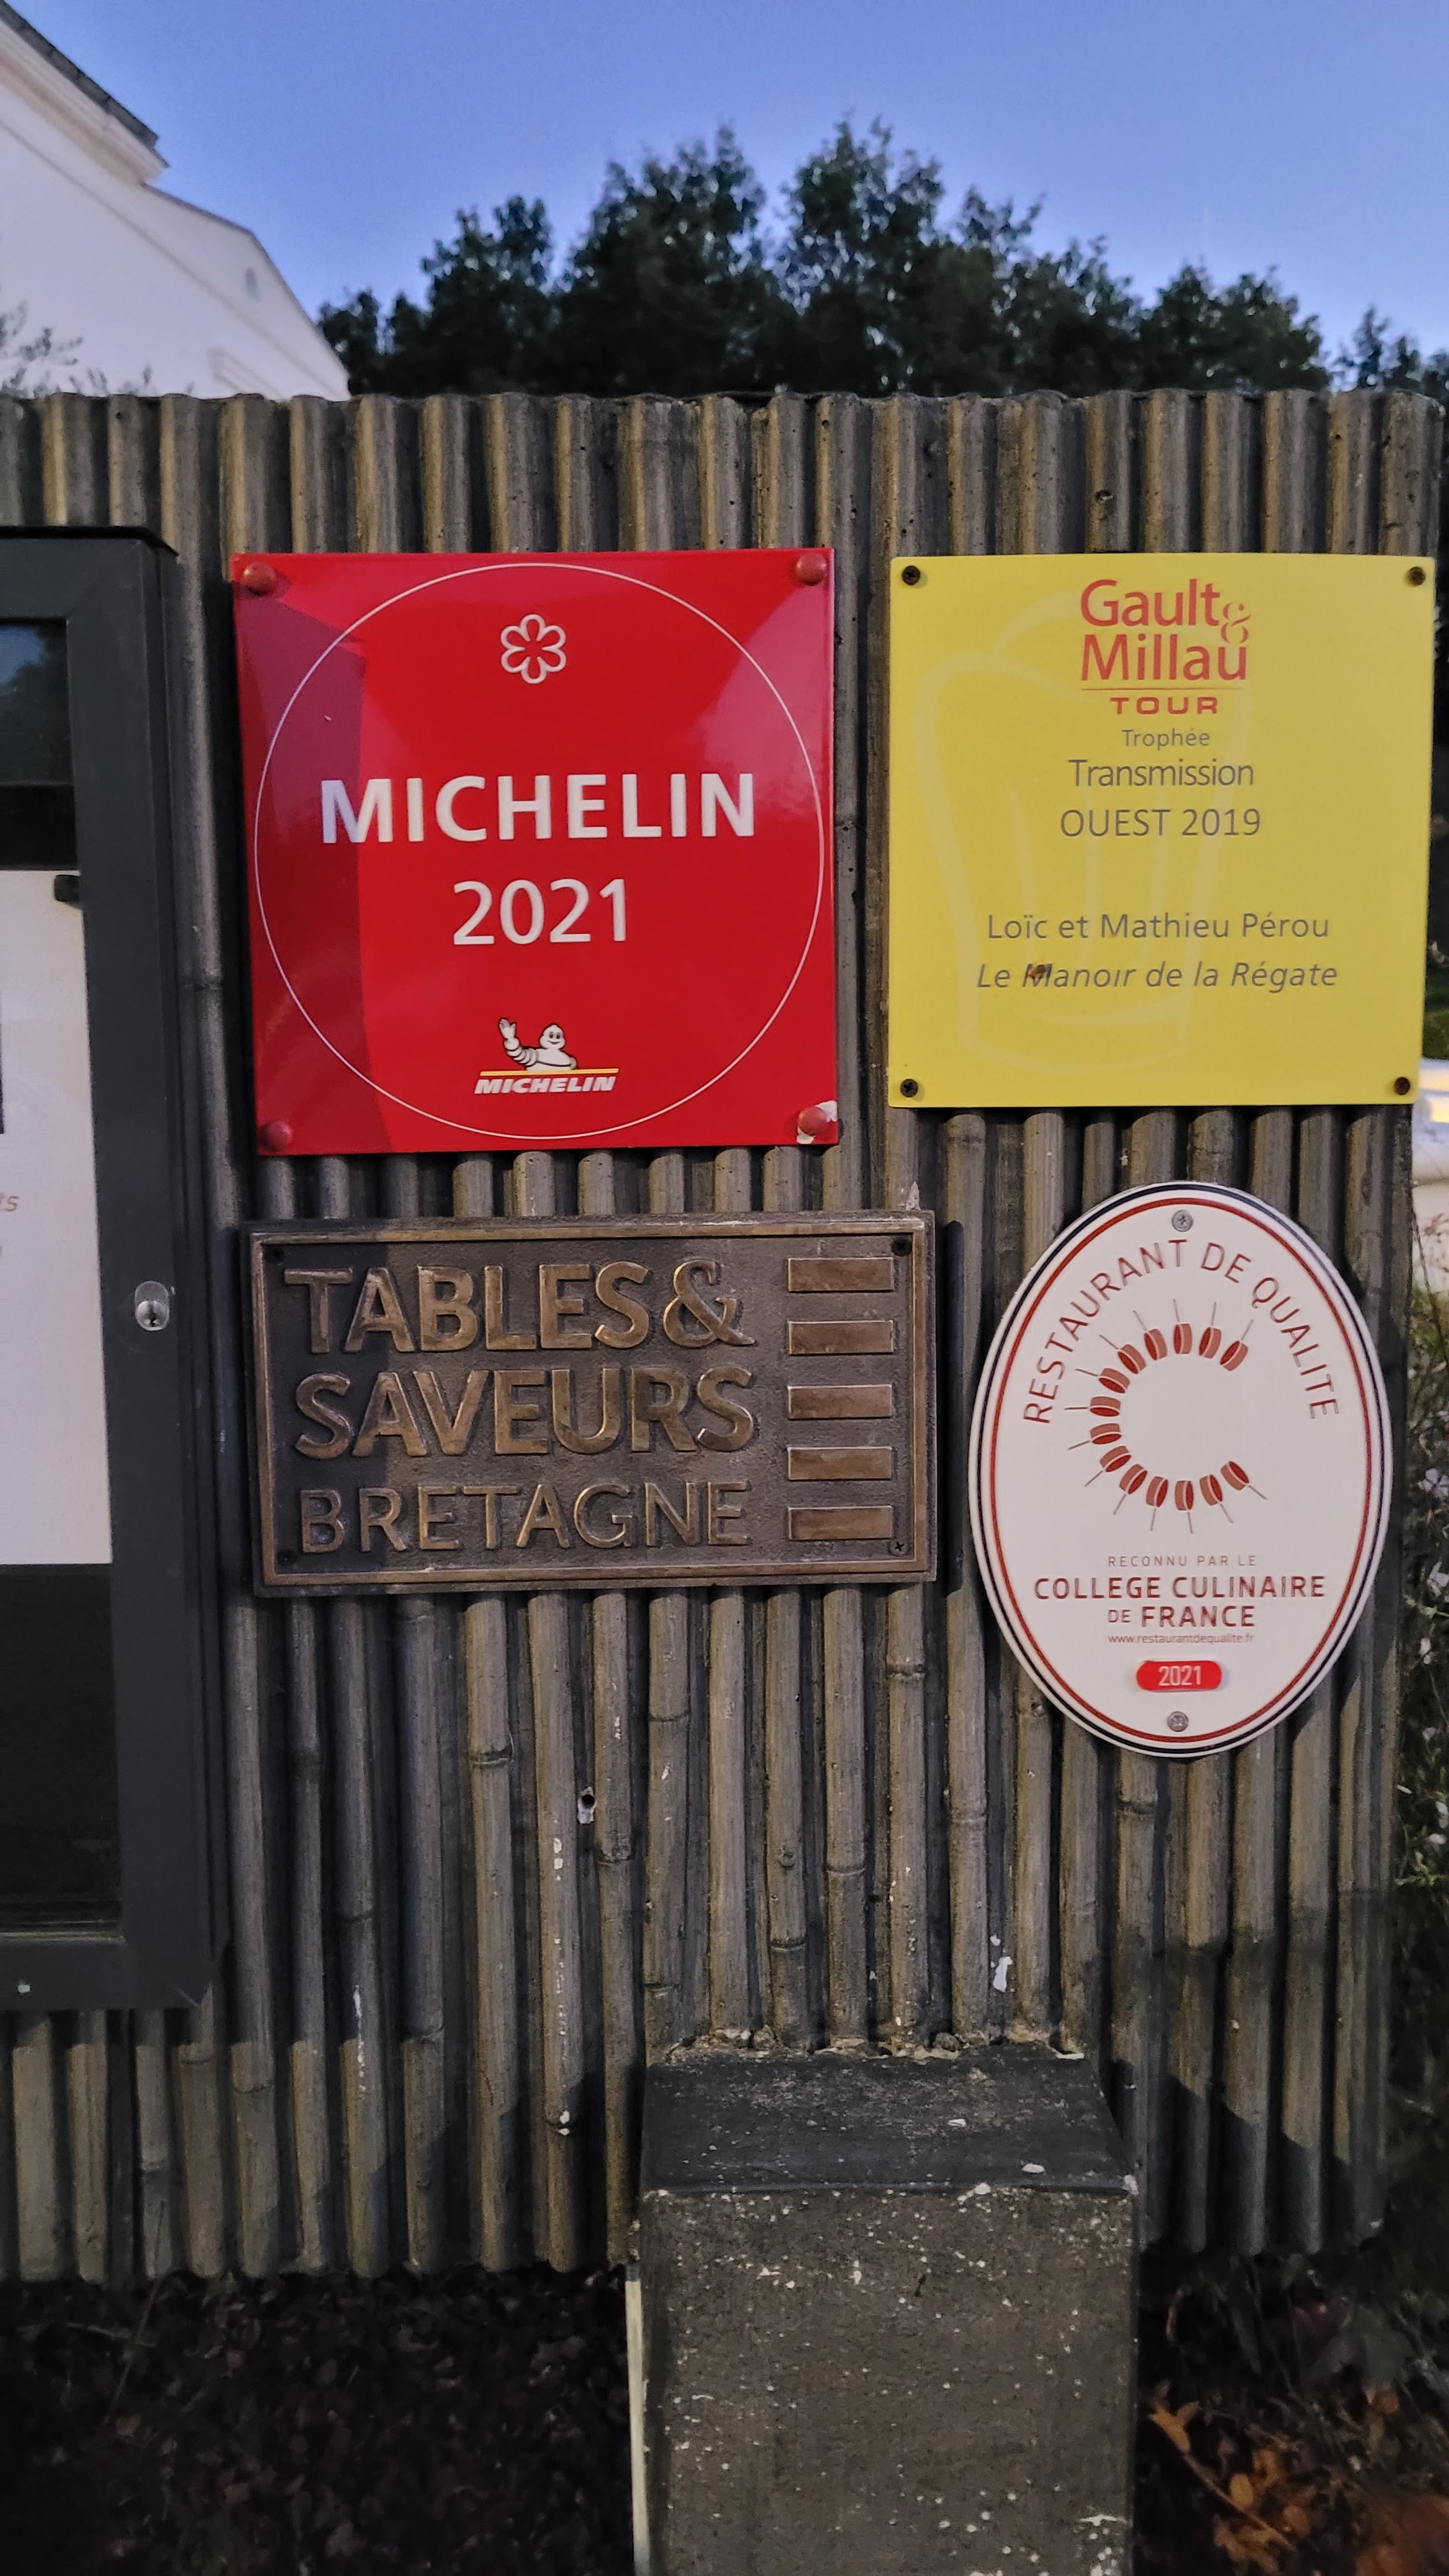 MICHELIN
2021
MICHELIN
Gault&
Millau
TOUR
Trophée
Transmission
OUEST 2019
Loïc et Mathieu Pérou
Le Manoir de la Régate
TABLES &
SAVEURS
BRETAGNE
RESTAURANT DE QUALITE
RECONNU PAR LE
COLLEGE CULINAIRE
DE FRANCE
www.restaurantdequalite.fr
2021